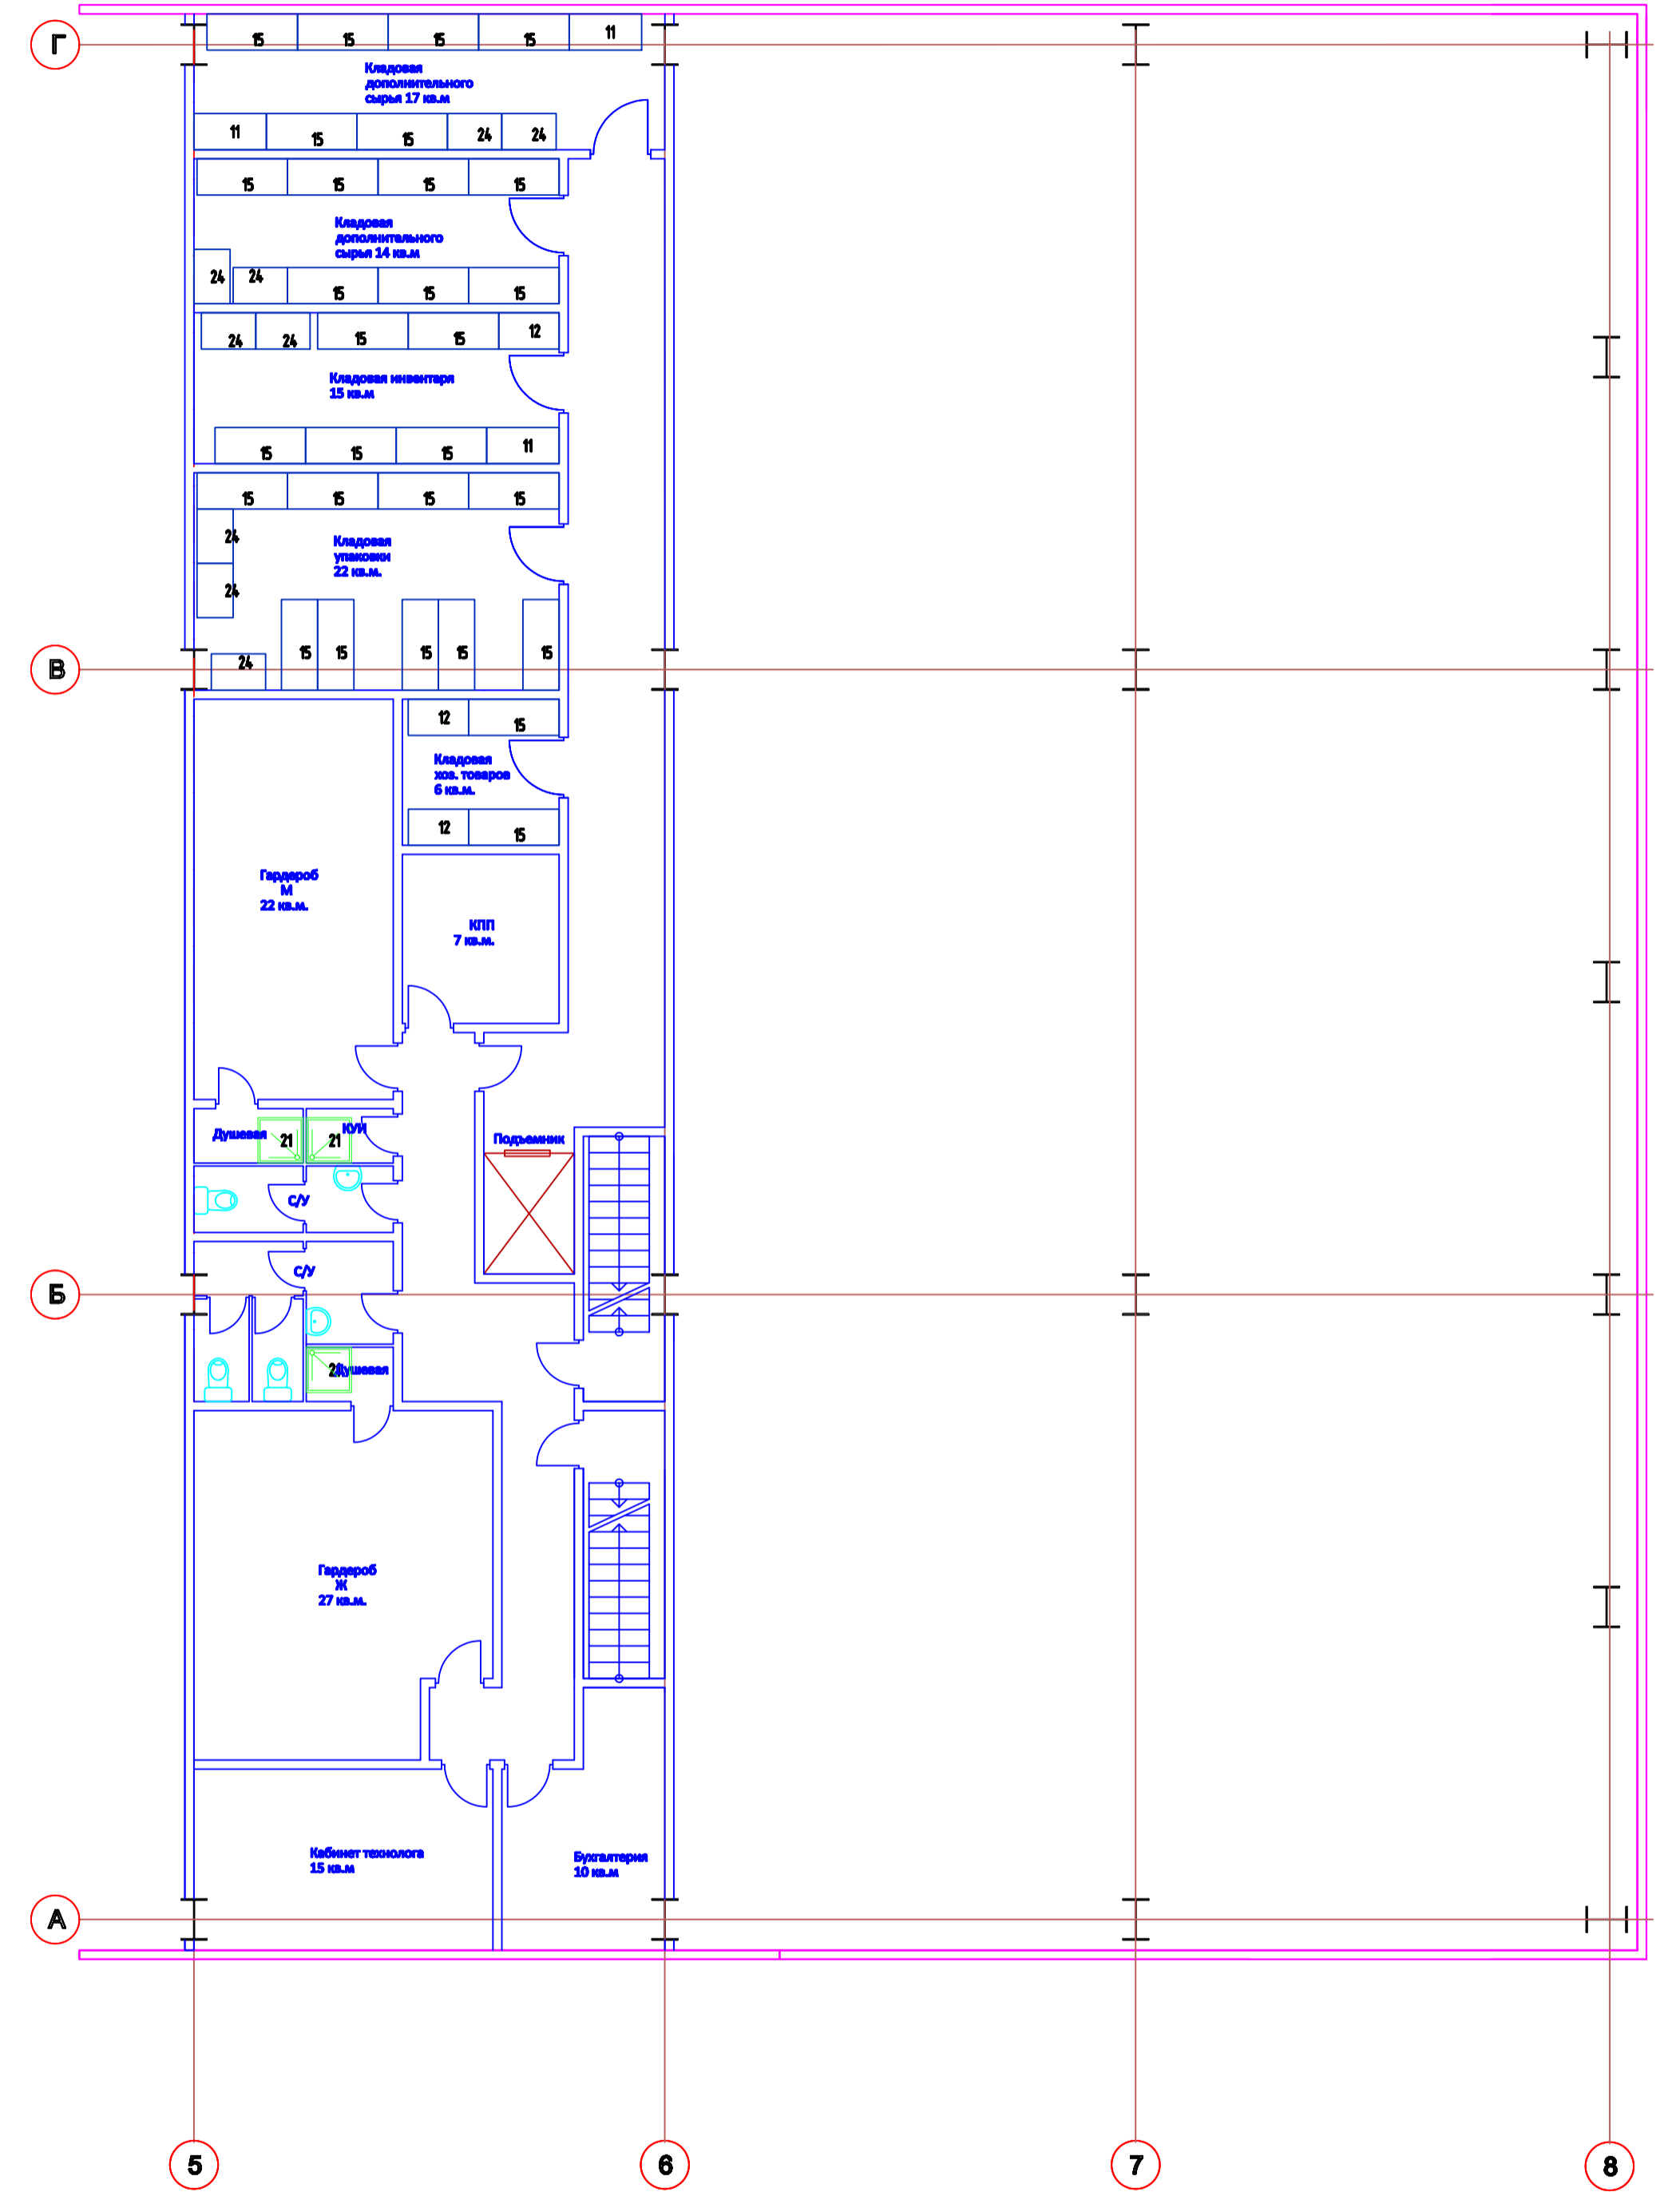 Г
15 15 15 15 11
Кладовая
дополнительного
сырья 17 кв.м
11 15 15 24 24
15 15 15 15
Кладовая
дополнительного
сырья 14 кв.м
24 24 15 15 15
24 24 15 15 12
Кладовая инвентаря
15 кв.м
15 15 15 11
15 15 15 15
24
Кладовая
упаковки
22 кв.м.
24
15 15 15 15 15
24
В
12 15
Кладовая
хоз. товаров
6 кв.м.
12 15
Гардероб
М
22 кв.м.
КПП
7 кв.м.
Душевая 21 21 КУИ
Подъемник
С/У
С/У
Б
21 Душевая
Гардероб
Ж
27 кв.м.
Кабинет технолога
15 кв.м
Бухгалтерия
10 кв.м
А
5 6 7 8